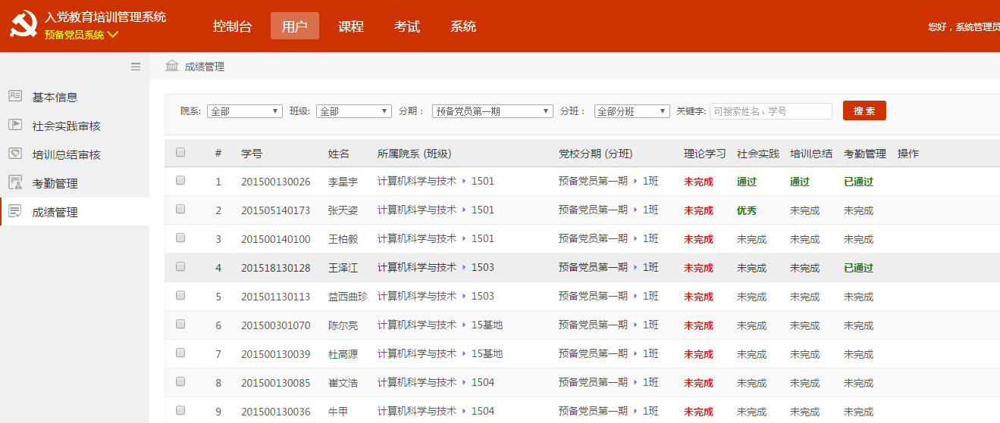 入党教育培训管理系统
预备党员系统
控制台 用户 课程 考试 系统
您好，系统管理员
成绩管理
基本信息
社会实践审核
培训总结审核
考勤管理
成绩管理
院系: 全部 班级: 全部 分期： 预备党员第一期 分班： 全部分班 关键字: 可搜索姓名、学号 搜 索
# 学号 姓名 所属院系 (班级) 党校分期 (分班) 理论学习 社会实践 培训总结 考勤管理 操作
1 201500130026 李星宇 计算机科学与技术 1501 预备党员第一期 1班 未完成 通过 通过 已通过
2 201505140173 张天姿 计算机科学与技术 1501 预备党员第一期 1班 未完成 优秀 未完成 未完成
3 201500140100 王柏毅 计算机科学与技术 1501 预备党员第一期 1班 未完成 未完成 未完成 未完成
4 201518130128 王泽江 计算机科学与技术 1503 预备党员第一期 1班 未完成 未完成 未完成 已通过
5 201501130113 益西曲珍 计算机科学与技术 1503 预备党员第一期 1班 未完成 未完成 未完成 未完成
6 201500301070 陈尔亮 计算机科学与技术 15基地 预备党员第一期 1班 未完成 未完成 未完成 未完成
7 201500130039 杜高源 计算机科学与技术 15基地 预备党员第一期 1班 未完成 未完成 未完成 未完成
8 201500130085 崔文浩 计算机科学与技术 1504 预备党员第一期 1班 未完成 未完成 未完成 未完成
9 201500130036 牛甲 计算机科学与技术 1504 预备党员第一期 1班 未完成 未完成 未完成 未完成